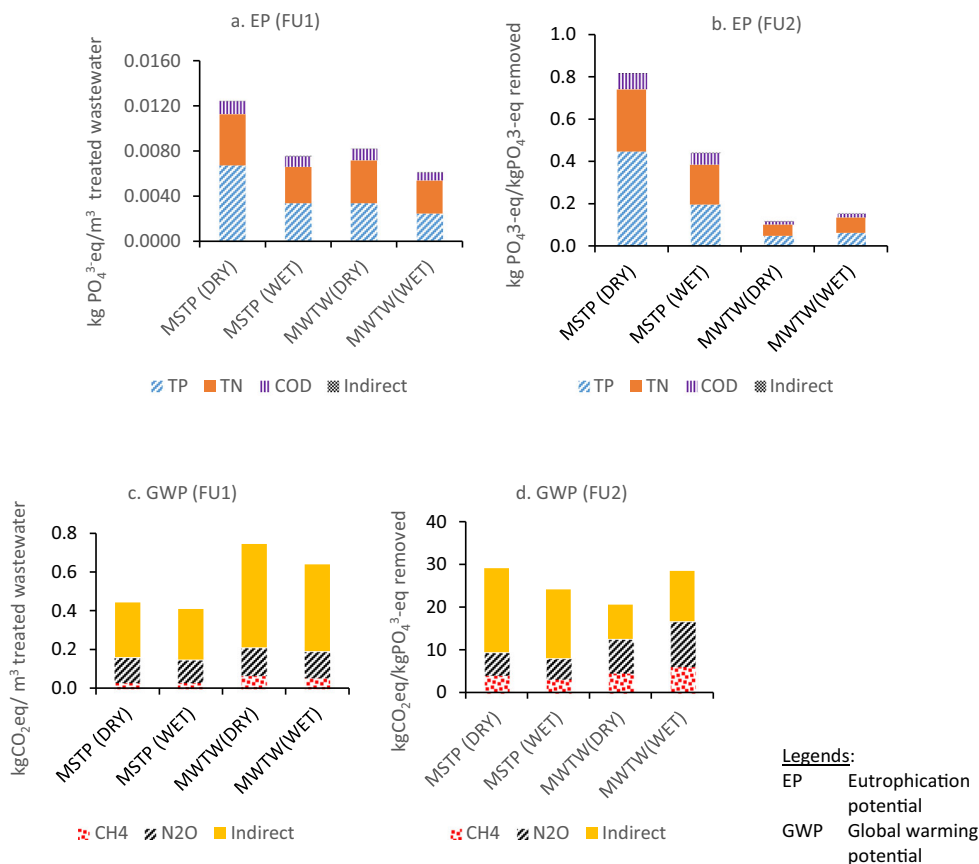 a. EP (FU1)
kg PO₄³-eq/m³ treated wastewater
0.0160
0.0120
0.0080
0.0040
0.0000
MSTP (DRY)
MSTP (WET)
MWTW(DRY)
MWTW(WET)
TP TN COD Indirect
b. EP (FU2)
kg PO₄3-eq/kgPO₄3-eq removed
1.0
0.8
0.6
0.4
0.2
0.0
MSTP (DRY)
MSTP (WET)
MWTW(DRY)
MWTW(WET)
TP TN COD Indirect
c. GWP (FU1)
kgCO₂eq/ m³ treated wastewater
0.8
0.6
0.4
0.2
0.0
MSTP (DRY)
MSTP (WET)
MWTW(DRY)
MWTW(WET)
CH4 N2O Indirect
d. GWP (FU2)
kgCO₂eq/kgPO₄³-eq removed
40
30
20
10
0
MSTP (DRY)
MSTP (WET)
MWTW(DRY)
MWTW(WET)
CH4 N2O Indirect
Legends:
EP Eutrophication
potential
GWP Global warming
potential